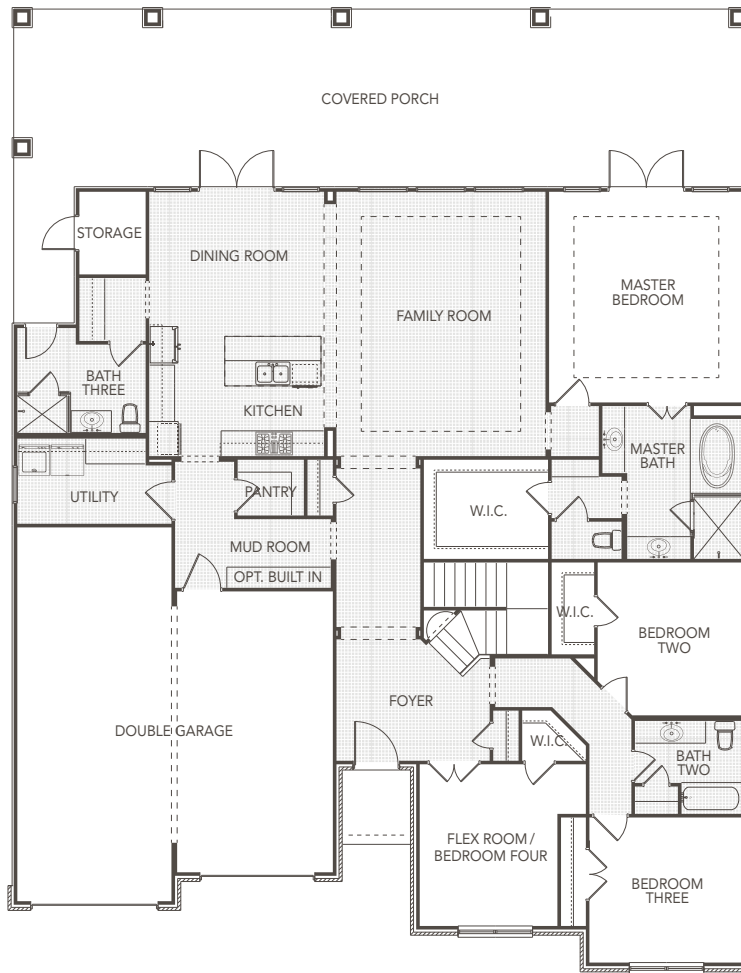 COVERED PORCH
STORAGE
DINING ROOM
FAMILY ROOM
MASTER
BEDROOM
BATH
THREE
KITCHEN
MASTER
BATH
UTILITY
PANTRY
W.I.C.
MUD ROOM
OPT. BUILT IN
W.I.C.
BEDROOM
TWO
FOYER
DOUBLE GARAGE
W.I.C.
BATH
TWO
FLEX ROOM /
BEDROOM FOUR
BEDROOM
THREE